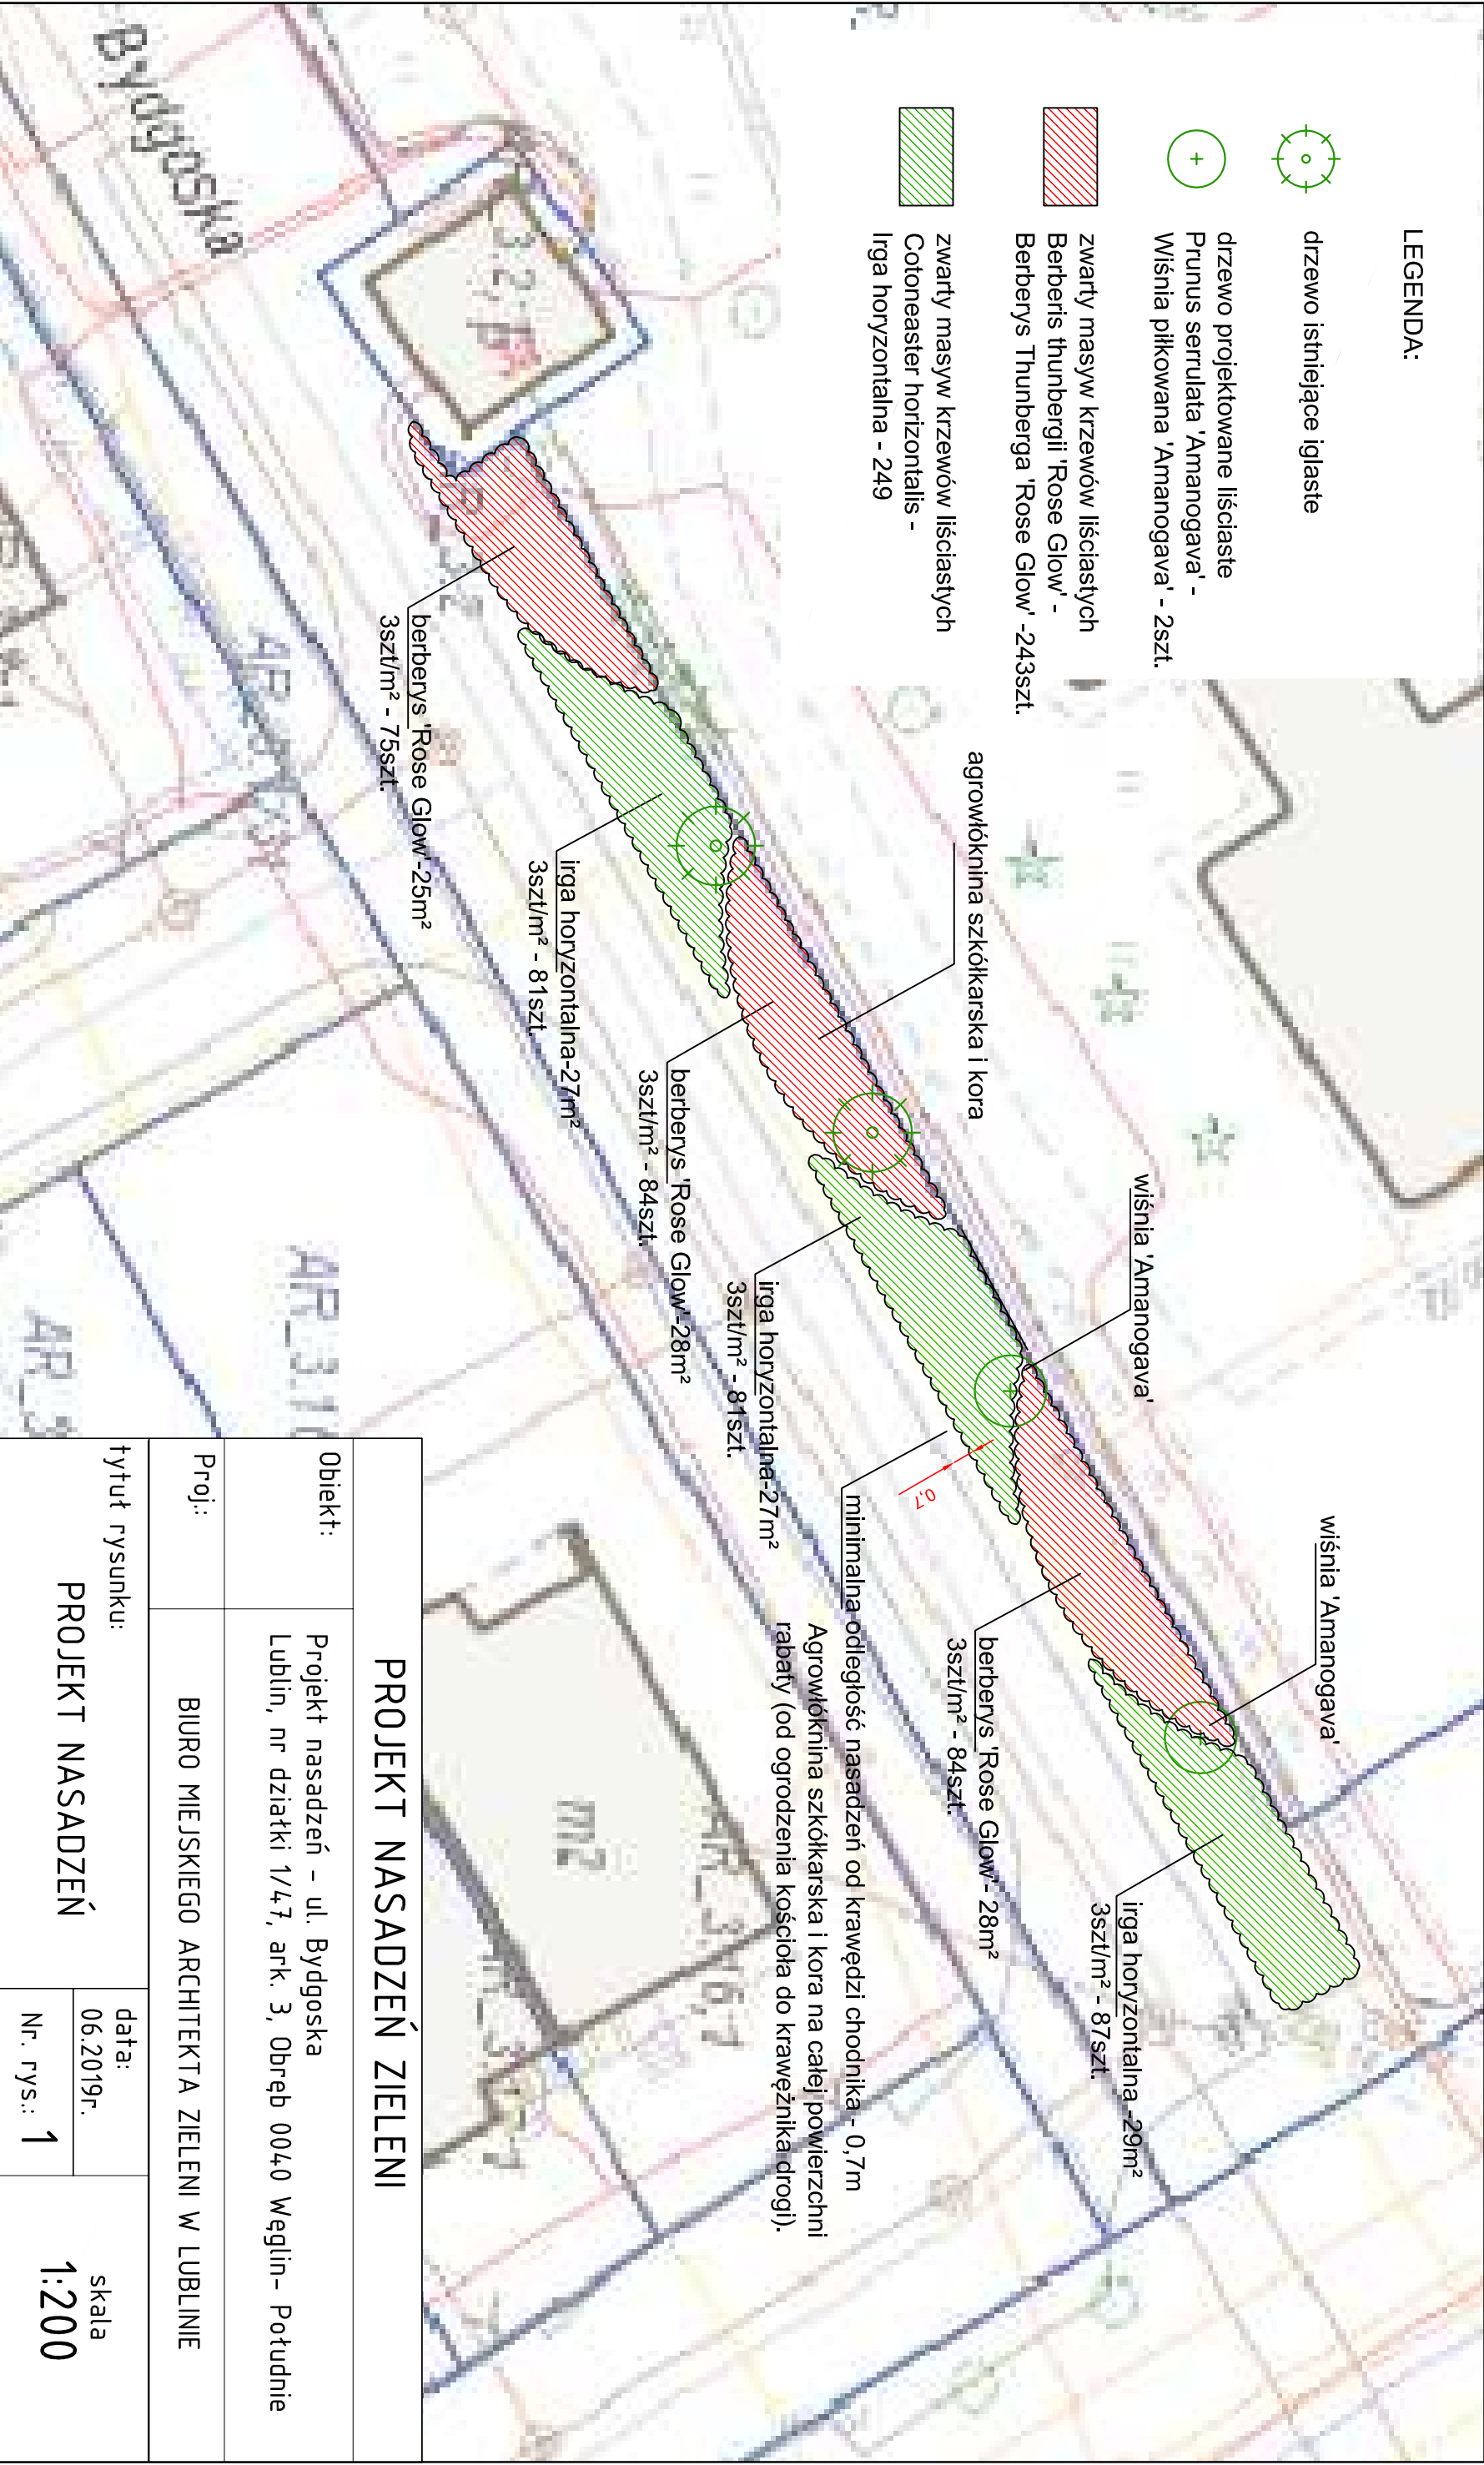 LEGENDA:
drzewo istniejące iglaste
drzewo projektowane liściaste
Prunus serrulata 'Amanogava' -
Wiśnia piłkowana 'Amanogava' - 2szt.
zwarty masyw krzewów liściastych
Berberis thunbergii 'Rose Glow' -
Berberys Thunberga 'Rose Glow' -243szt.
zwarty masyw krzewów liściastych
Cotoneaster horizontalis -
Irga horyzontalna - 249
Bydgoska
agrowłóknina szkółkarska i kora
wiśnia 'Amanogava'
wiśnia 'Amanogava'
berberys 'Rose Glow'-25m²
3szt/m² - 75szt.
irga horyzontalna-27m²
3szt/m² - 81szt.
berberys 'Rose Glow'-28m²
3szt/m² - 84szt.
irga horyzontalna-27m²
3szt/m² - 81szt.
0,7
berberys 'Rose Glow'- 28m²
3szt/m² - 84szt.
irga horyzontalna -29m²
3szt/m² - 87szt.
minimalna odległość nasadzeń od krawędzi chodnika - 0,7m
Agrowłóknina szkółkarska i kora na całej powierzchni
rabaty (od ogrodzenia kościoła do krawężnika drogi).
m2
PROJEKT NASADZEŃ ZIELENI
Obiekt:
Projekt nasadzeń - ul. Bydgoska
Lublin, nr działki 1/47, ark. 3, Obręb 0040 Węglin- Południe
Proj.:
BIURO MIEJSKIEGO ARCHITEKTA ZIELENI W LUBLINIE
tytuł rysunku:
PROJEKT NASADZEŃ
data:
06.2019r.
Nr. rys.: 1
skala
1:200